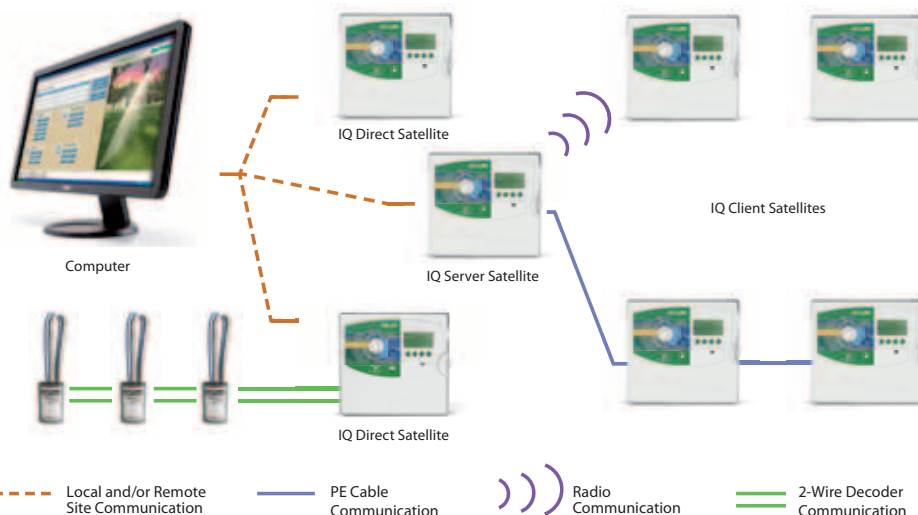 IQ Direct Satellite
IQ Client Satellites
Computer
IQ Server Satellite
IQ Direct Satellite
Local and/or Remote
Site Communication
PE Cable
Communication
Radio
Communication
2-Wire Decoder
Communication